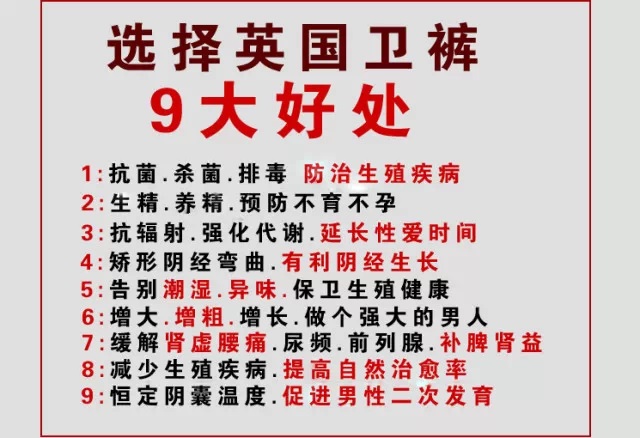 选择英国卫裤
9大好处
1:抗菌.杀菌.排毒 防治生殖疾病
2:生精.养精.预防不育不孕
3:抗辐射.强化代谢.延长性爱时间
4:矫形阴经弯曲.有利阴经生长
5:告别潮湿.异味.保卫生殖健康
6:增大.增粗.增长.做个强大的男人
7:缓解肾虚腰痛.尿频.前列腺.补脾肾益
8:减少生殖疾病.提高自然治愈率
9:恒定阴囊温度.促进男性二次发育